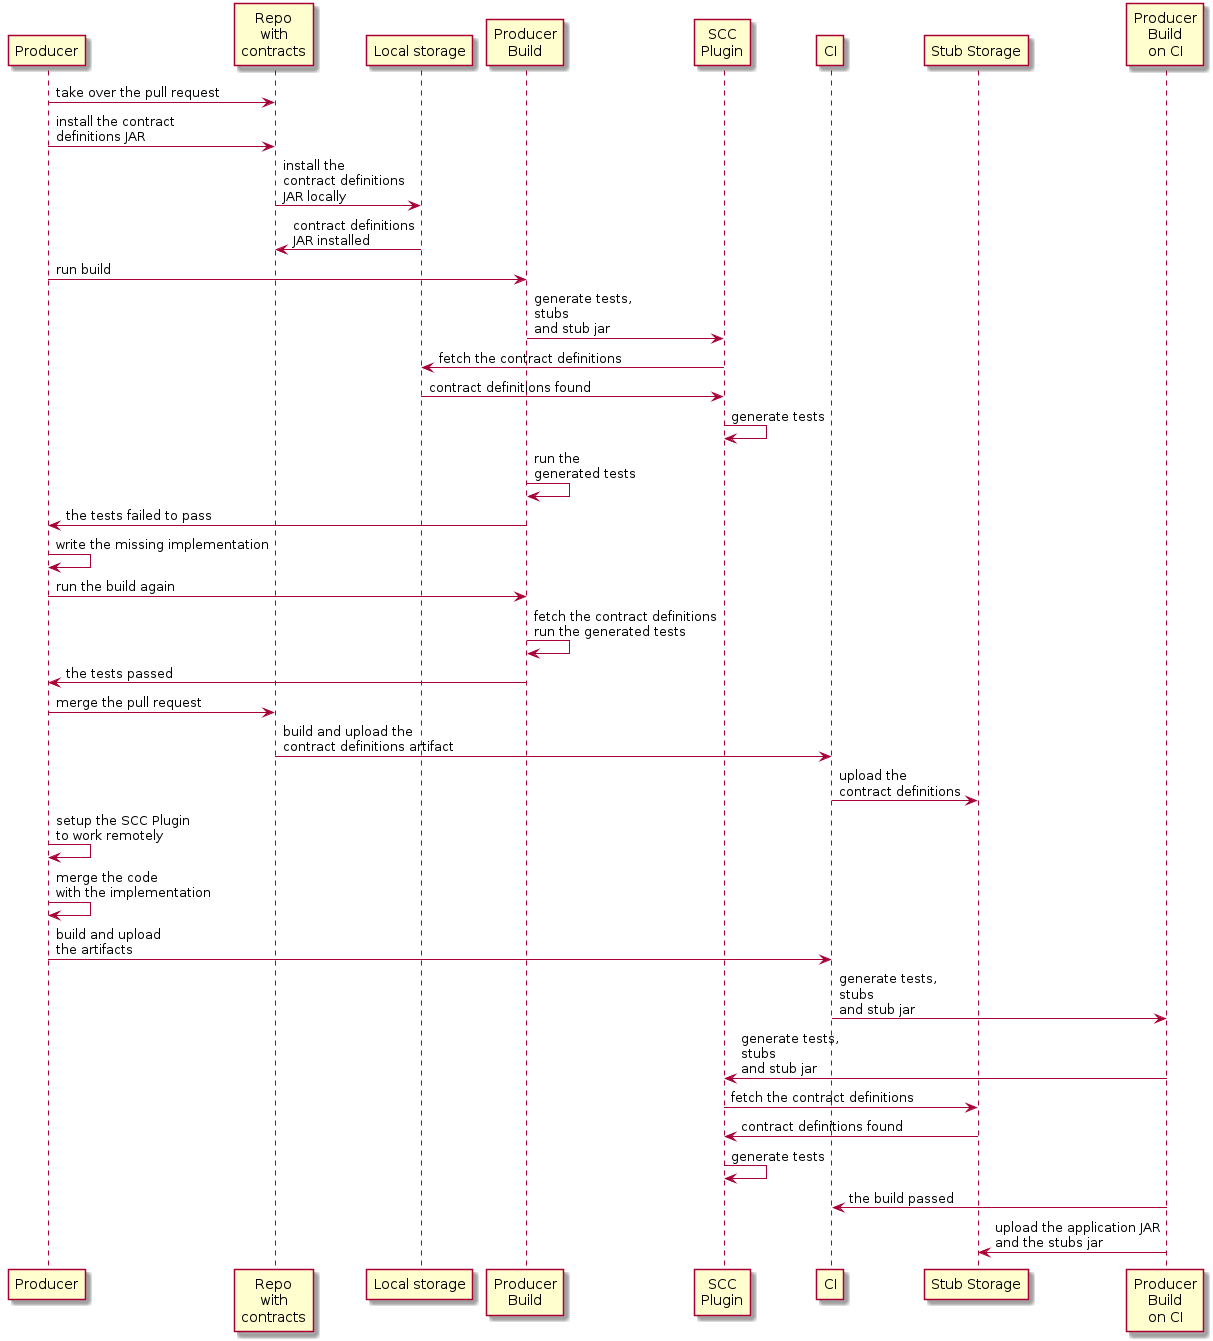 Producer
Repo
with
contracts
Local storage
Producer
Build
SCC
Plugin
CI
Stub Storage
Producer
Build
on CI
take over the pull request
install the contract
definitions JAR
install the
contract definitions
JAR locally
contract definitions
JAR installed
run build
generate tests,
stubs
and stub jar
fetch the contract definitions
contract definitions found
generate tests
run the
generated tests
the tests failed to pass
write the missing implementation
run the build again
fetch the contract definitions
run the generated tests
the tests passed
merge the pull request
build and upload the
contract definitions artifact
upload the
contract definitions
setup the SCC Plugin
to work remotely
merge the code
with the implementation
build and upload
the artifacts
generate tests,
stubs
and stub jar
generate tests,
stubs
and stub jar
fetch the contract definitions
contract definitions found
generate tests
the build passed
upload the application JAR
and the stubs jar
Producer
Repo
with
contracts
Local storage
Producer
Build
SCC
Plugin
CI
Stub Storage
Producer
Build
on CI